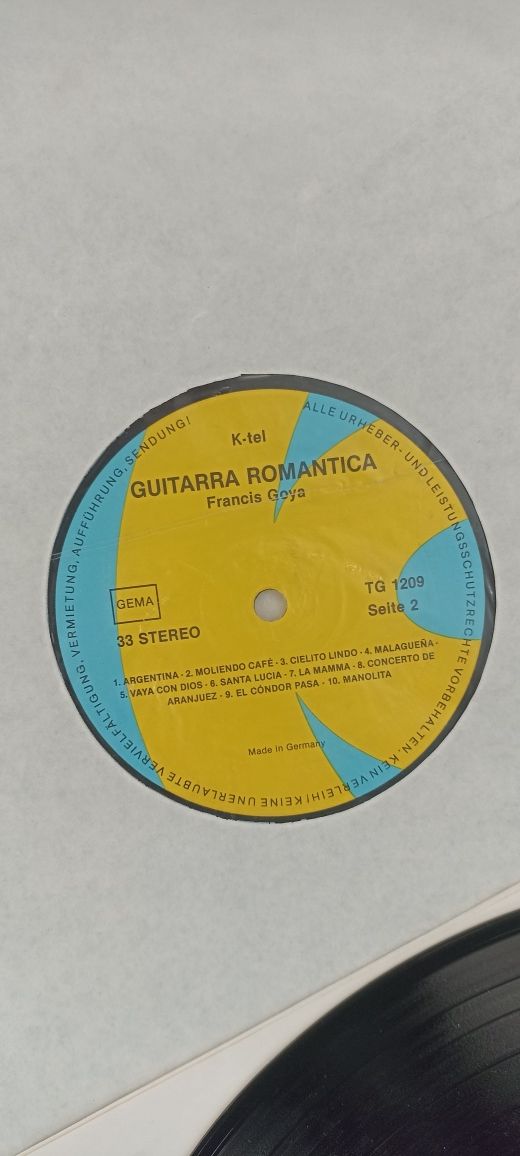 K-tel
GUITARRA ROMANTICA
Francis Goya
GEMA
33 STEREO
TG 1209
Seite 2
1. ARGENTINA · 2. MOLIENDO CAFÉ · 3. CIELITO LINDO · 4. MALAGUEÑA ·
5. VAYA CON DIOS · 6. SANTA LUCIA · 7. LA MAMMA · 8. CONCERTO DE
ARANJUEZ · 9. EL CÓNDOR PASA · 10. MANOLITA
Made in Germany
ALLE URHEBER- UND LEISTUNGSSCHUTZRECHTE VORBEHALTEN. KEIN VERLEIH! KEINE UNERLAUBTE VERVIELFÄLTIGUNG, VERMIETUNG, AUFFÜHRUNG, SENDUNG!